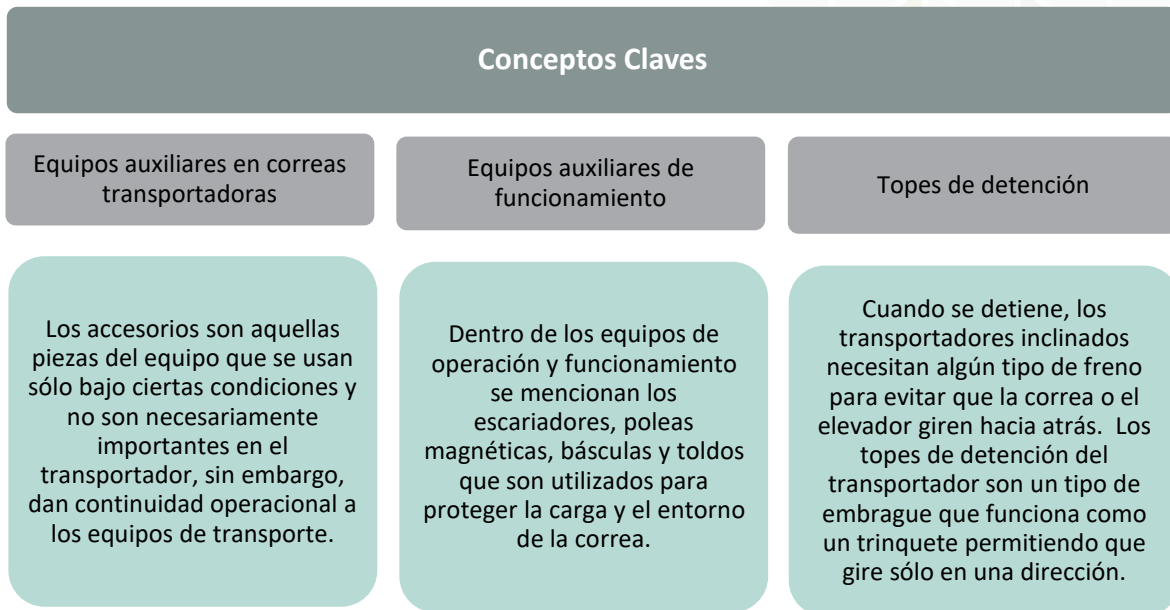 Conceptos Claves
Equipos auxiliares en correas
transportadoras
Los accesorios son aquellas
piezas del equipo que se usan
sólo bajo ciertas condiciones y
no son necesariamente
importantes en el
transportador, sin embargo,
dan continuidad operacional a
los equipos de transporte.
Equipos auxiliares de
funcionamiento
Dentro de los equipos de
operación y funcionamiento
se mencionan los
escariadores, poleas
magnéticas, básculas y toldos
que son utilizados para
proteger la carga y el entorno
de la correa.
Topes de detención
Cuando se detiene, los
transportadores inclinados
necesitan algún tipo de freno
para evitar que la correa o el
elevador giren hacia atrás.  Los
topes de detención del
transportador son un tipo de
embrague que funciona como
un trinquete permitiendo que
gire sólo en una dirección.